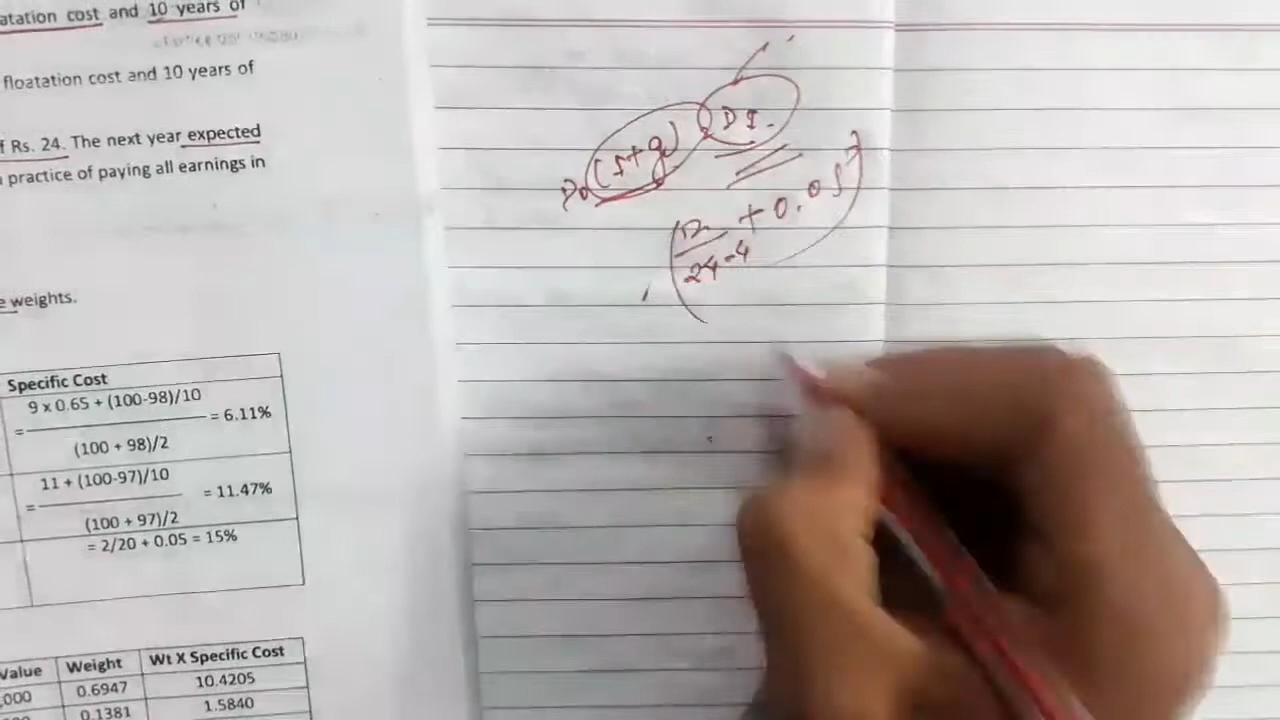 atation cost and 10 years of
floatation cost and 10 years of
f Rs. 24. The next year expected
practice of paying all earnings in
e weights.
Specific Cost
9 x 0.65 + (100-98)/10
= = 6.11%
(100 + 98)/2
11 + (100-97)/10
= = 11.47%
(100 + 97)/2
= 2/20 + 0.05 = 15%
Value Weight Wt X Specific Cost
,000 0.6947 10.4205
0.1381 1.5840
D1.
D0(1+g)
+ 0.05
24-4